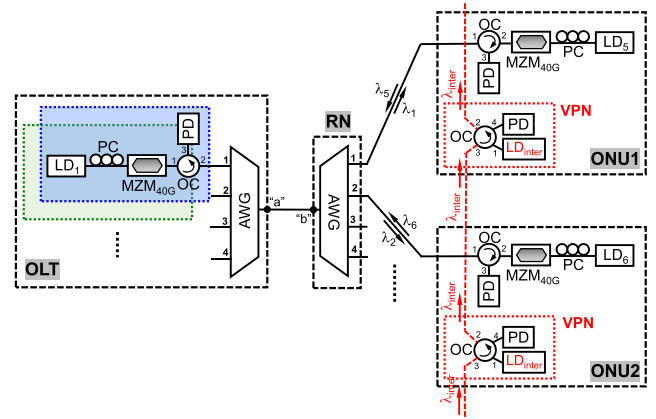 OC
1
2
3
PD
MZM40G
PC
LD5
λinter
VPN
OC
2
4
3
1
PD
LDinter
ONU1
λinter
λ5
λ1
RN
AWG
1
2
3
4
"a"
"b"
PD
PC
3
LD1
1
2
MZM40G
OC
1
2
3
4
AWG
OLT
λ6
λ2
λinter
OC
1
2
3
PD
MZM40G
PC
LD6
λinter
VPN
OC
2
4
3
1
PD
LDinter
ONU2
λinter